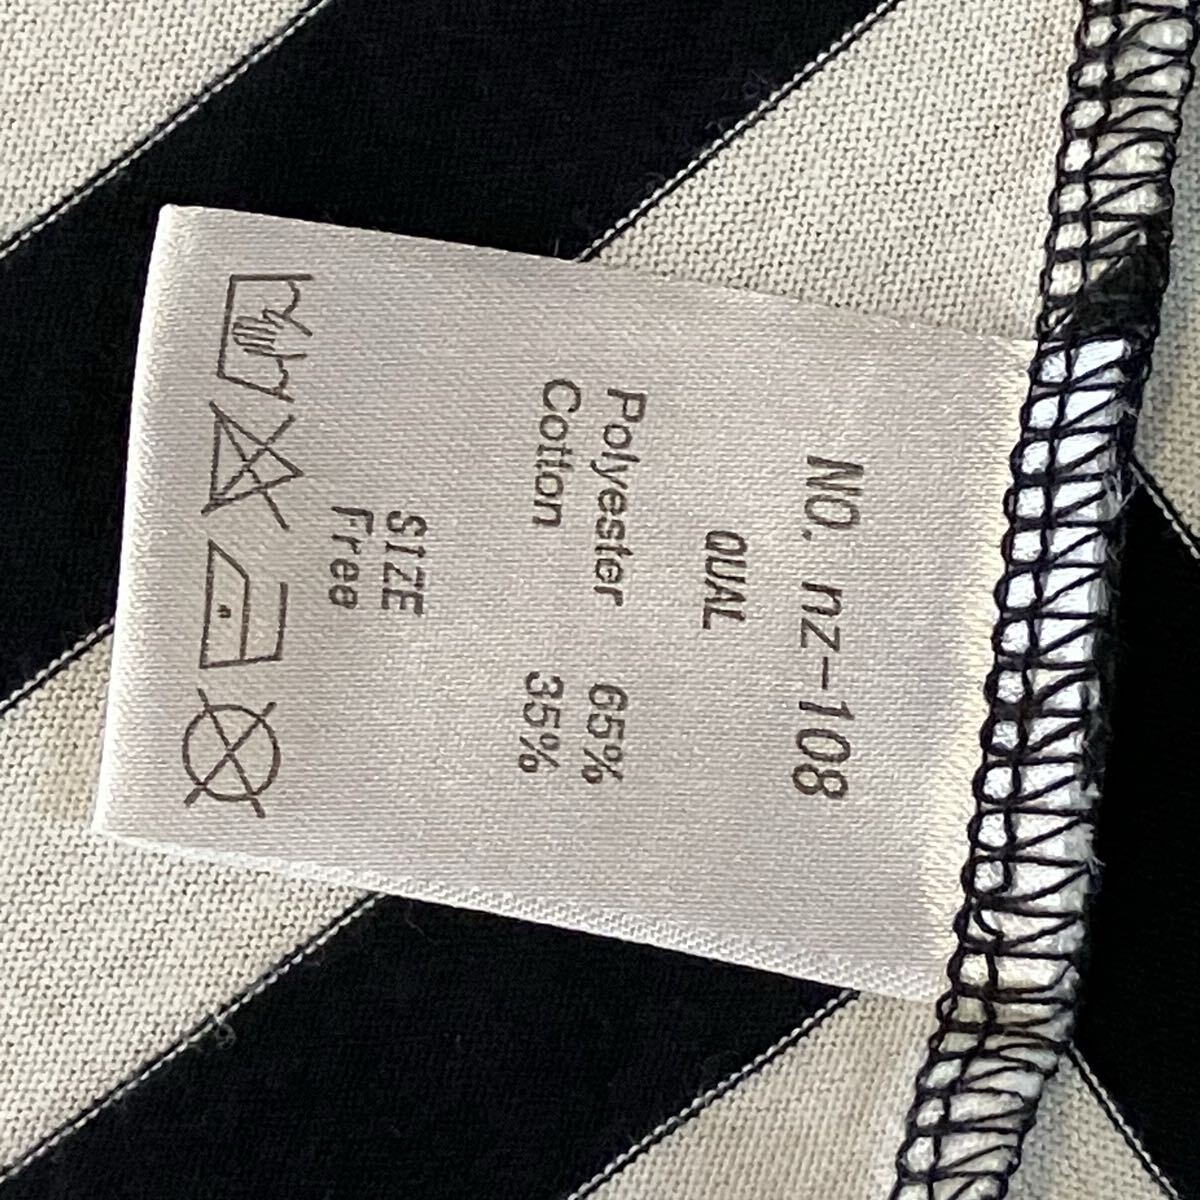 NO. nz-108
QUAL
Polyester 65%
Cotton 35%
SIZE
Free